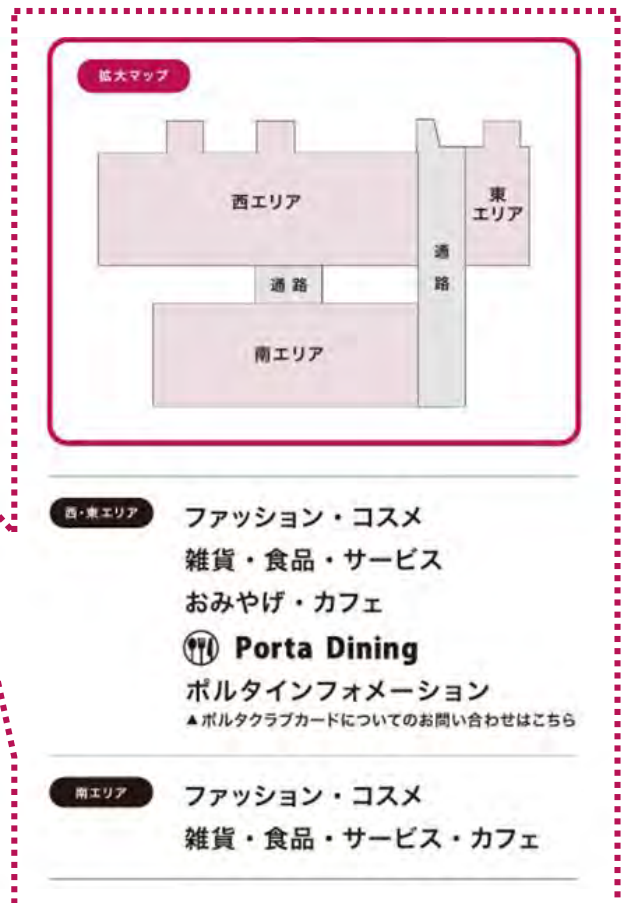 拡大マップ
西エリア
東
エリア
通
路
通路
南エリア
西・東エリア
ファッション・コスメ
雑貨・食品・サービス
おみやげ・カフェ
Porta Dining
ポルタインフォメーション
▲ポルタクラブカードについてのお問い合わせはこちら
南エリア
ファッション・コスメ
雑貨・食品・サービス・カフェ